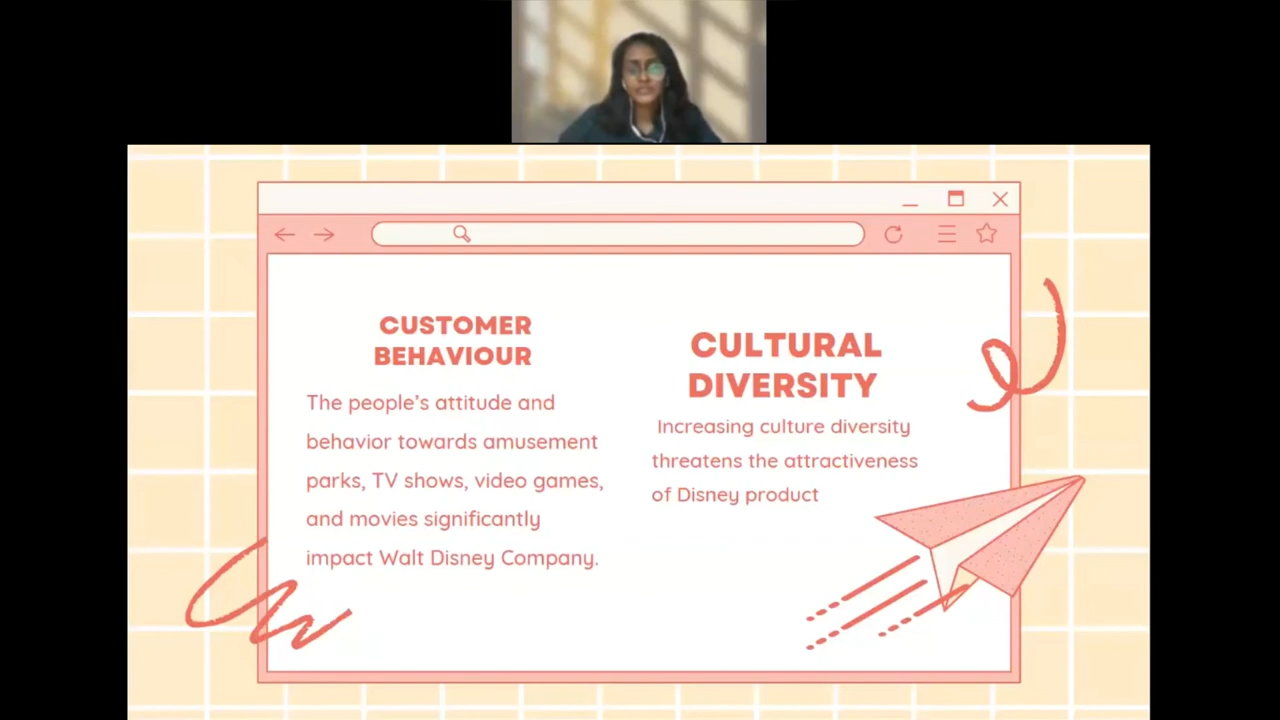 CUSTOMER
BEHAVIOUR
The people's attitude and
behavior towards amusement
parks, TV shows, video games,
and movies significantly
impact Walt Disney Company.
CULTURAL
DIVERSITY
Increasing culture diversity
threatens the attractiveness
of Disney product